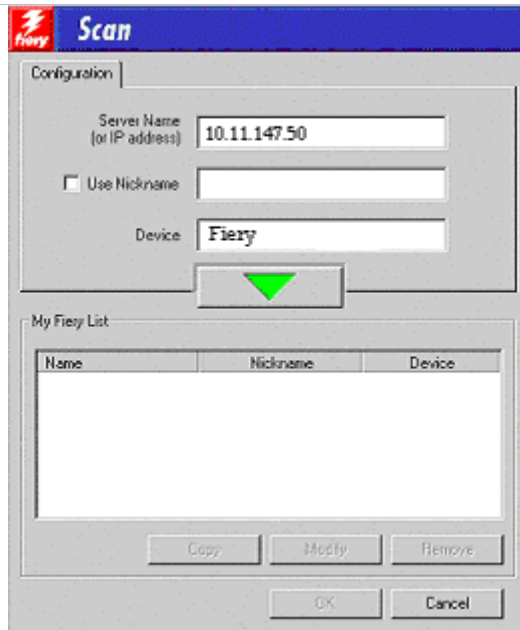 fiery
Scan
Configuration
Server Name
(or IP address)
10.11.147.50
Use Nickname
Device
Fiery
My Fiery List
Name Nickname Device
Copy Modify Remove
OK Cancel